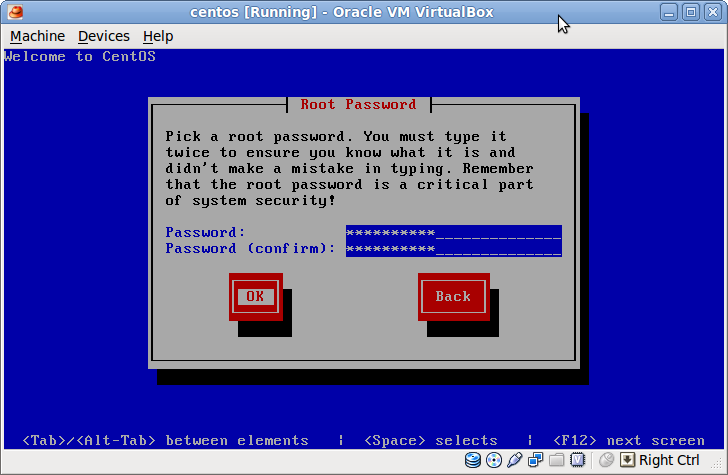 centos [Running] - Oracle VM VirtualBox
Machine Devices Help
Welcome to CentOS
Root Password
Pick a root password. You must type it
twice to ensure you know what it is and
didn't make a mistake in typing. Remember
that the root password is a critical part
of system security!
Password: **********______________
Password (confirm): **********______________
OK Back
<Tab>/<Alt-Tab> between elements | <Space> selects | <F12> next screen
Right Ctrl